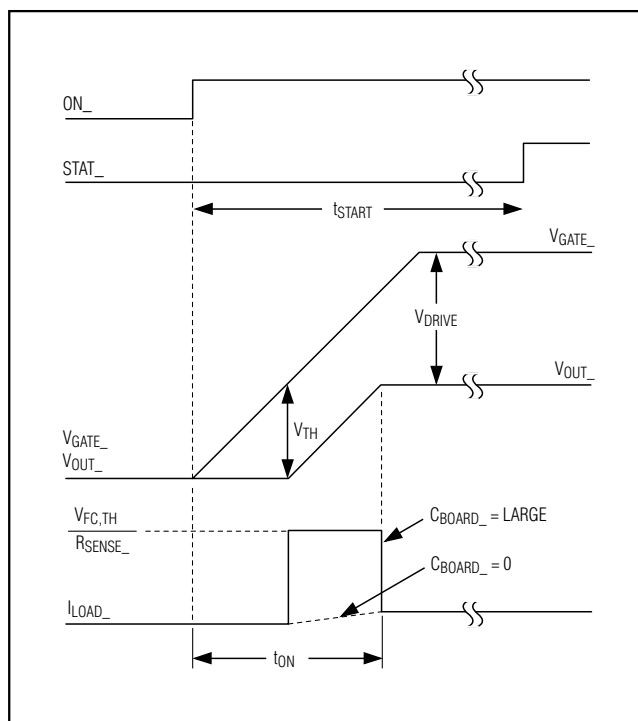 ON_
STAT_
tSTART
VGATE_
VDRIVE
VOUT_
VTH
VGATE_
VOUT_
VFC,TH
RSENSE_
CBOARD_ = LARGE
CBOARD_ = 0
ILOAD_
tON